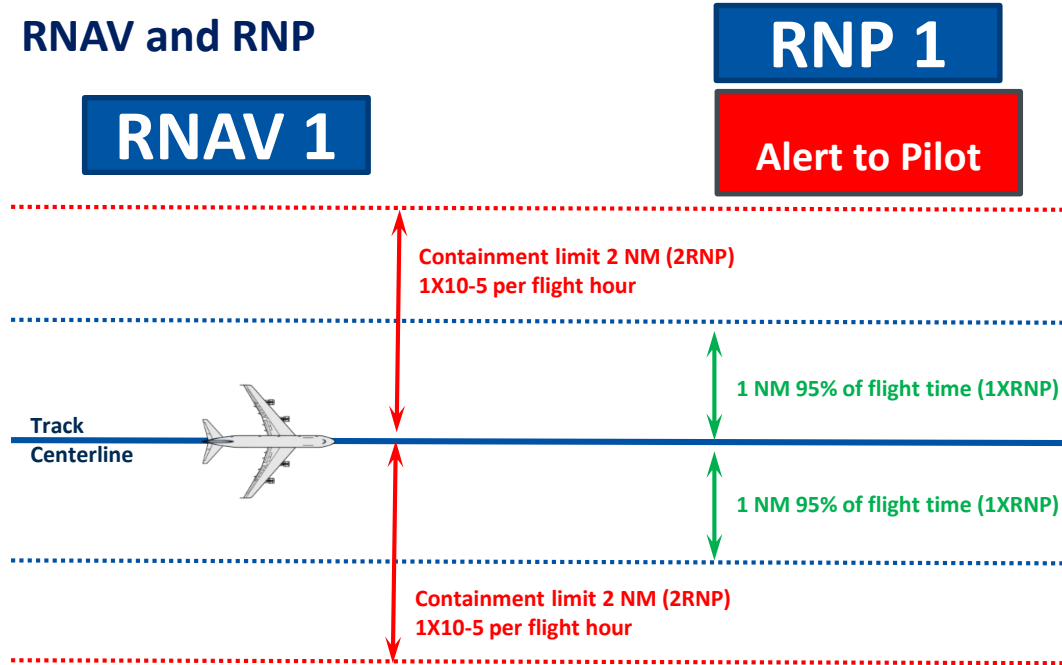 RNAV and RNP
RNP 1
RNAV 1
Alert to Pilot
Containment limit 2 NM (2RNP)
1X10-5 per flight hour
1 NM 95% of flight time (1XRNP)
Track
Centerline
1 NM 95% of flight time (1XRNP)
Containment limit 2 NM (2RNP)
1X10-5 per flight hour